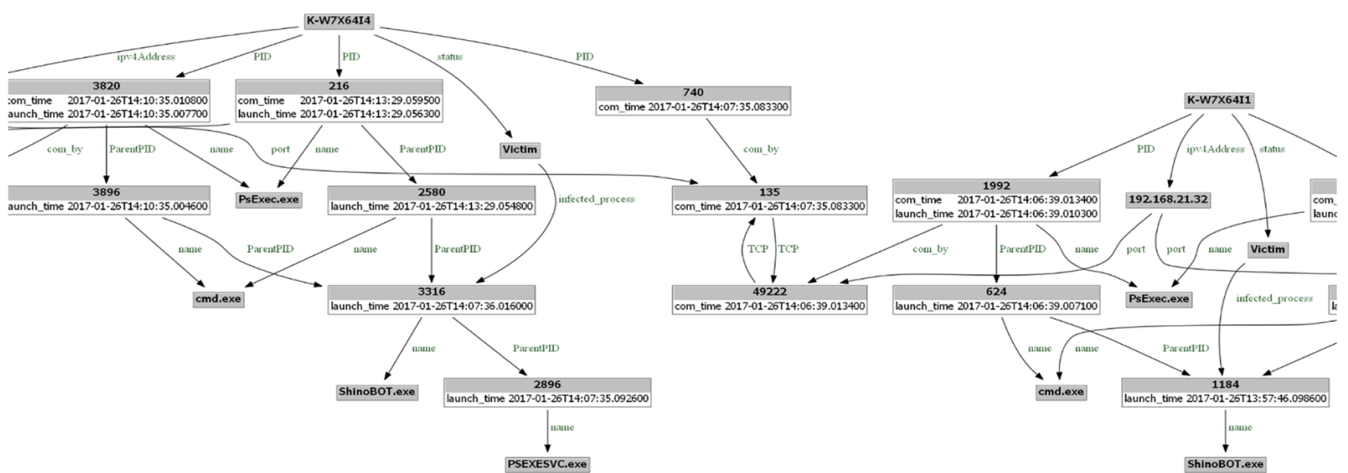 K-W7X64I4
ipv4Address
PID
PID
status
PID
3820
com_time 2017-01-26T14:10:35.010800
launch_time 2017-01-26T14:10:35.007700
216
com_time 2017-01-26T14:13:29.059500
launch_time 2017-01-26T14:13:29.056300
740
com_time 2017-01-26T14:07:35.083300
K-W7X64I1
com_by
ParentPID
name
port
name
ParentPID
Victim
com_by
PID
ipv4Address
status
3896
launch_time 2017-01-26T14:10:35.004600
PsExec.exe
2580
launch_time 2017-01-26T14:13:29.054800
infected_process
135
com_time 2017-01-26T14:07:35.083300
1992
com_time 2017-01-26T14:06:39.013400
launch_time 2017-01-26T14:06:39.010300
192.168.21.32
com_
launc
name
ParentPID
name
ParentPID
TCP
TCP
com_by
ParentPID
name
port
port
name
Victim
cmd.exe
3316
launch_time 2017-01-26T14:07:36.016000
49222
com_time 2017-01-26T14:06:39.013400
624
launch_time 2017-01-26T14:06:39.007100
PsExec.exe
infected_process
name
ParentPID
name
name
ParentPID
ShinoBOT.exe
2896
launch_time 2017-01-26T14:07:35.092600
cmd.exe
1184
launch_time 2017-01-26T13:57:46.098600
name
name
PSEXESVC.exe
ShinoBOT.exe